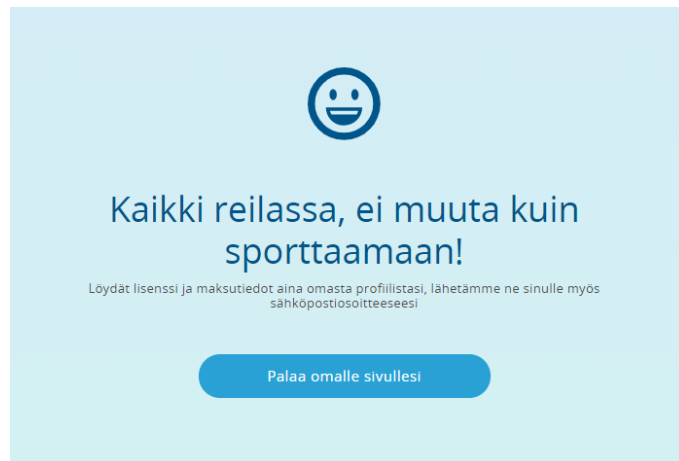 Kaikki reilassa, ei muuta kuin
sporttaamaan!
Löydät lisenssi ja maksutiedot aina omasta profiilistasi, lähetämme ne sinulle myös
sähköpostiosoitteeseesi
Palaa omalle sivullesi